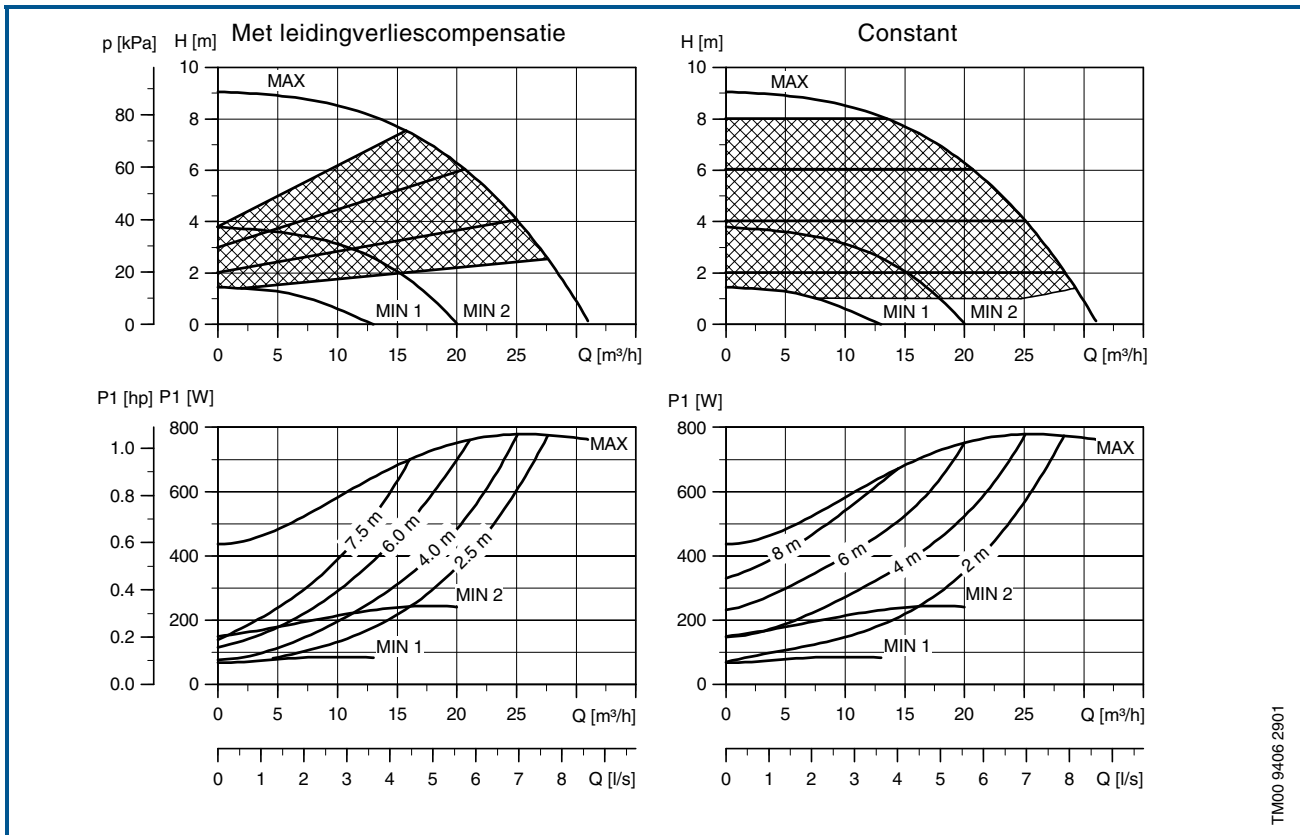 Met leidingverliescompensatie
Constant
p [kPa] H [m]
H [m]
10
80
8
60
6
40
4
20
2
0
0
MAX
MIN 1
MIN 2
0 5 10 15 20 25 Q [m³/h]
10
8
6
4
2
0
MAX
MIN 1
MIN 2
0 5 10 15 20 25 Q [m³/h]
P1 [hp] P1 [W]
P1 [W]
800
1.0
0.8
600
0.6
400
0.4
200
0.2
0.0
0
MAX
7.5 m
6.0 m
4.0 m
2.5 m
MIN 2
MIN 1
0 5 10 15 20 25 Q [m³/h]
0 1 2 3 4 5 6 7 8 Q [l/s]
800
600
400
200
0
MAX
8 m
6 m
4 m
2 m
MIN 2
MIN 1
0 5 10 15 20 25 Q [m³/h]
0 1 2 3 4 5 6 7 8 Q [l/s]
TM00 9406 2901